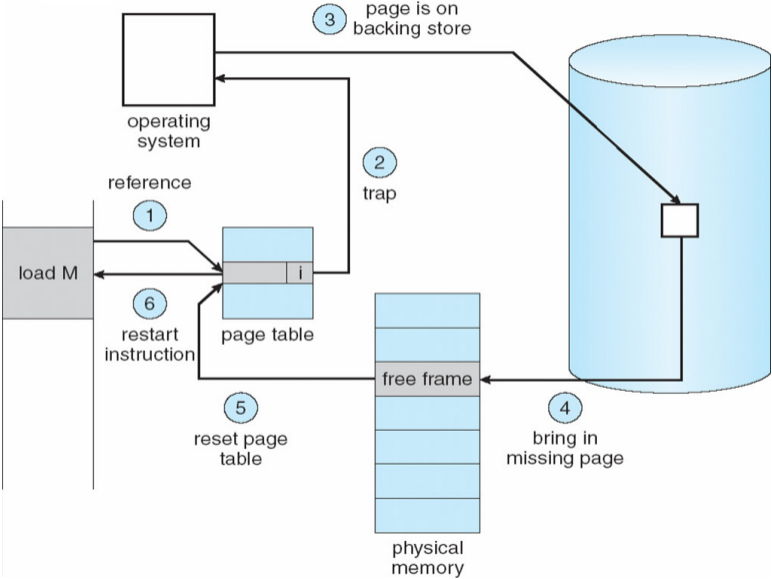 3
page is on
backing store
operating
system
2
trap
reference
1
load M
i
6
restart
instruction
page table
free frame
5
reset page
table
4
bring in
missing page
physical
memory